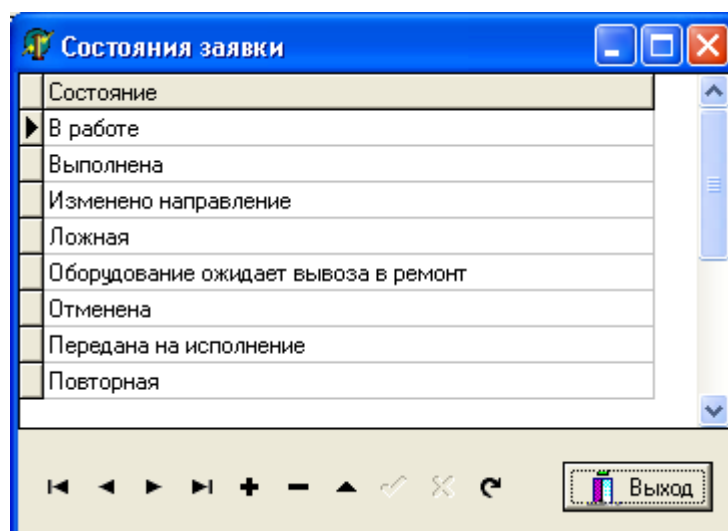 Состояния заявки
Состояние
В работе
Выполнена
Изменено направление
Ложная
Оборудование ожидает вывоза в ремонт
Отменена
Передана на исполнение
Повторная
Выход